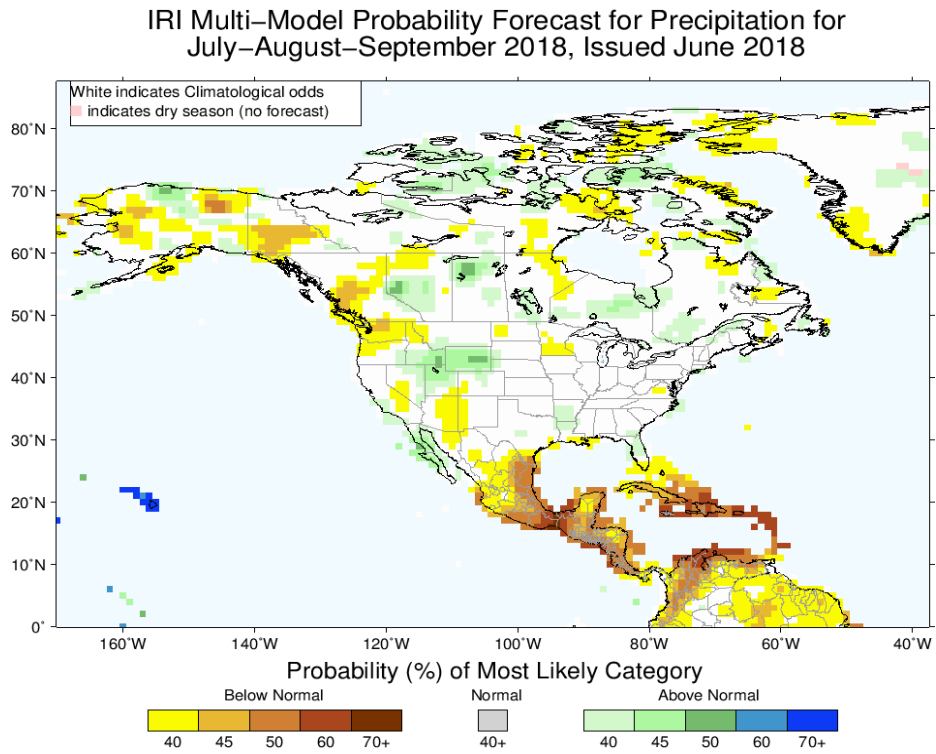 IRI Multi−Model Probability Forecast for Precipitation for
July−August−September 2018, Issued June 2018
White indicates Climatological odds
indicates dry season (no forecast)
80°N
70°N
60°N
50°N
40°N
30°N
20°N
10°N
0°
160°W 140°W 120°W 100°W 80°W 60°W 40°W
Probability (%) of Most Likely Category
Below Normal Normal Above Normal
40 45 50 60 70+ 40+ 40 45 50 60 70+